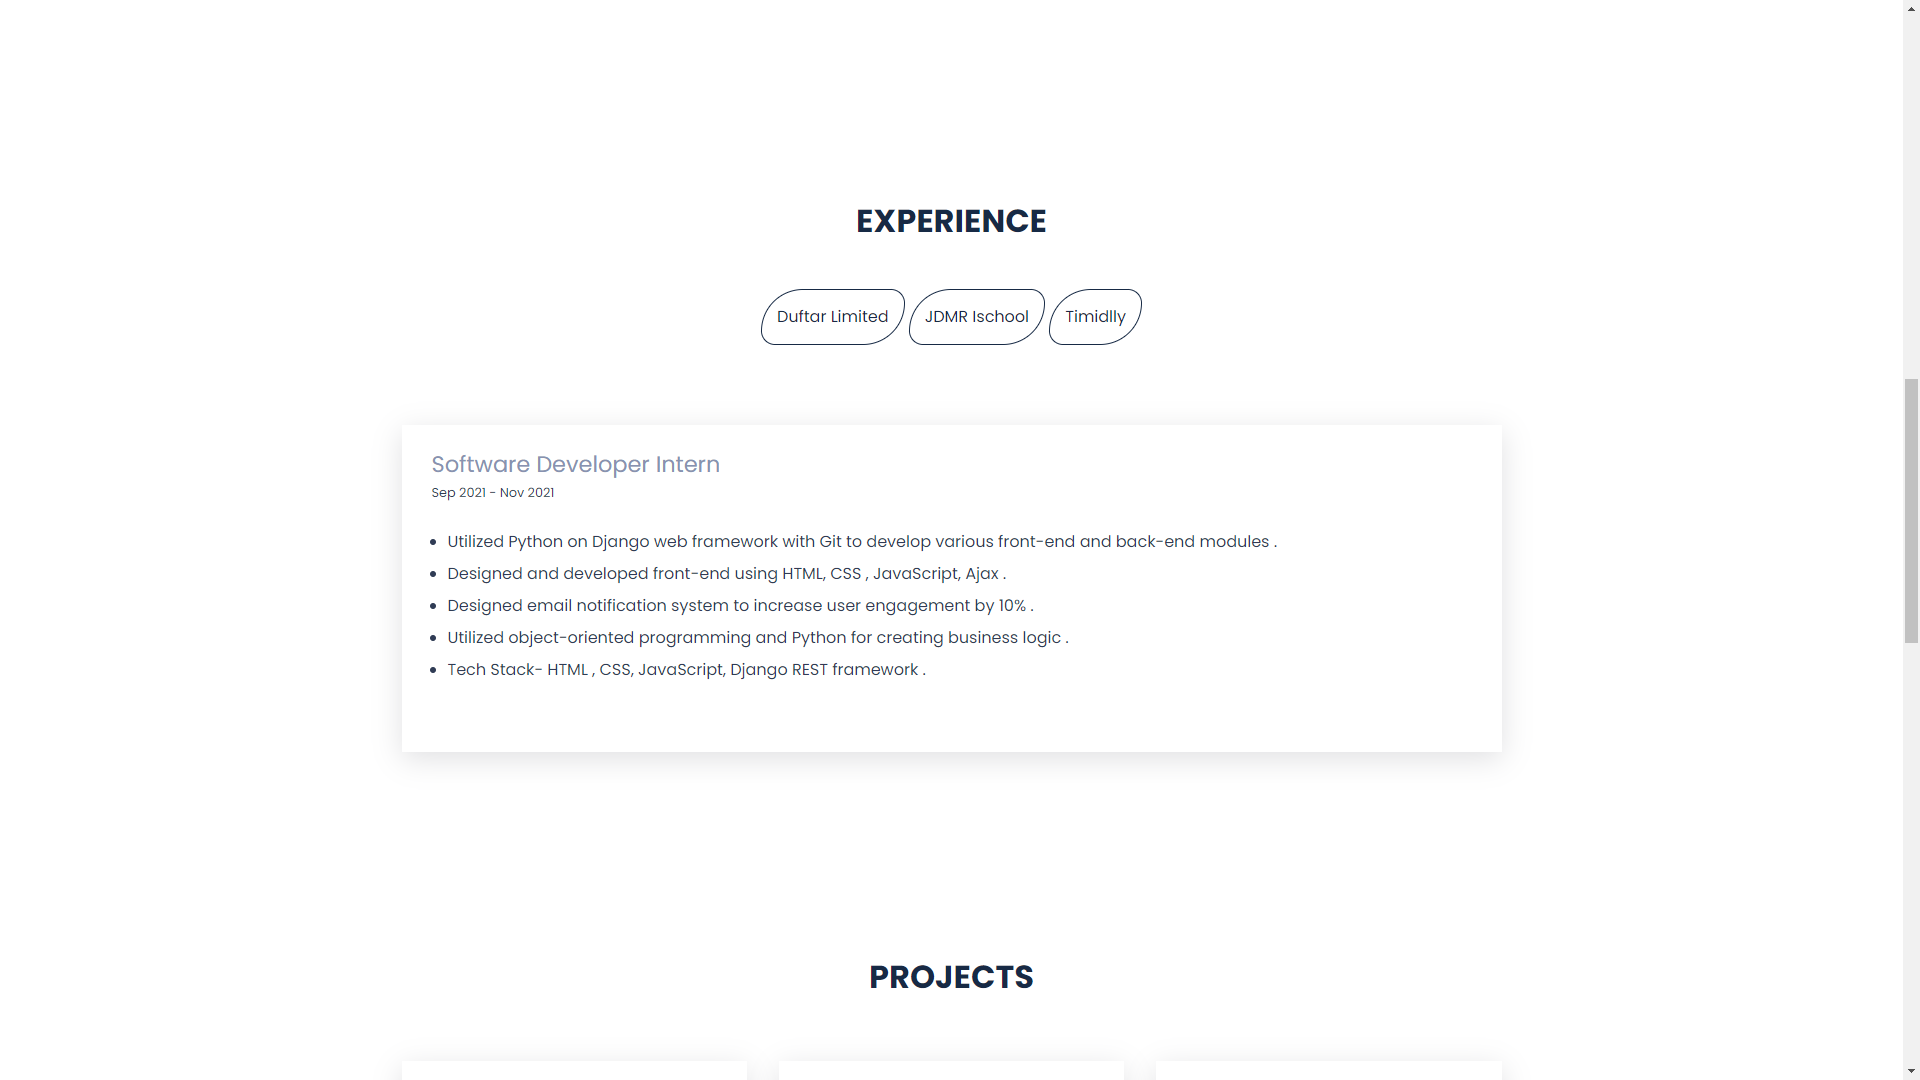 EXPERIENCE
Duftar Limited
JDMR Ischool
Timidlly
Software Developer Intern
Sep 2021 - Nov 2021
Utilized Python on Django web framework with Git to develop various front-end and back-end modules .
Designed and developed front-end using HTML, CSS , JavaScript, Ajax .
Designed email notification system to increase user engagement by 10% .
Utilized object-oriented programming and Python for creating business logic .
Tech Stack- HTML , CSS, JavaScript, Django REST framework .
PROJECTS